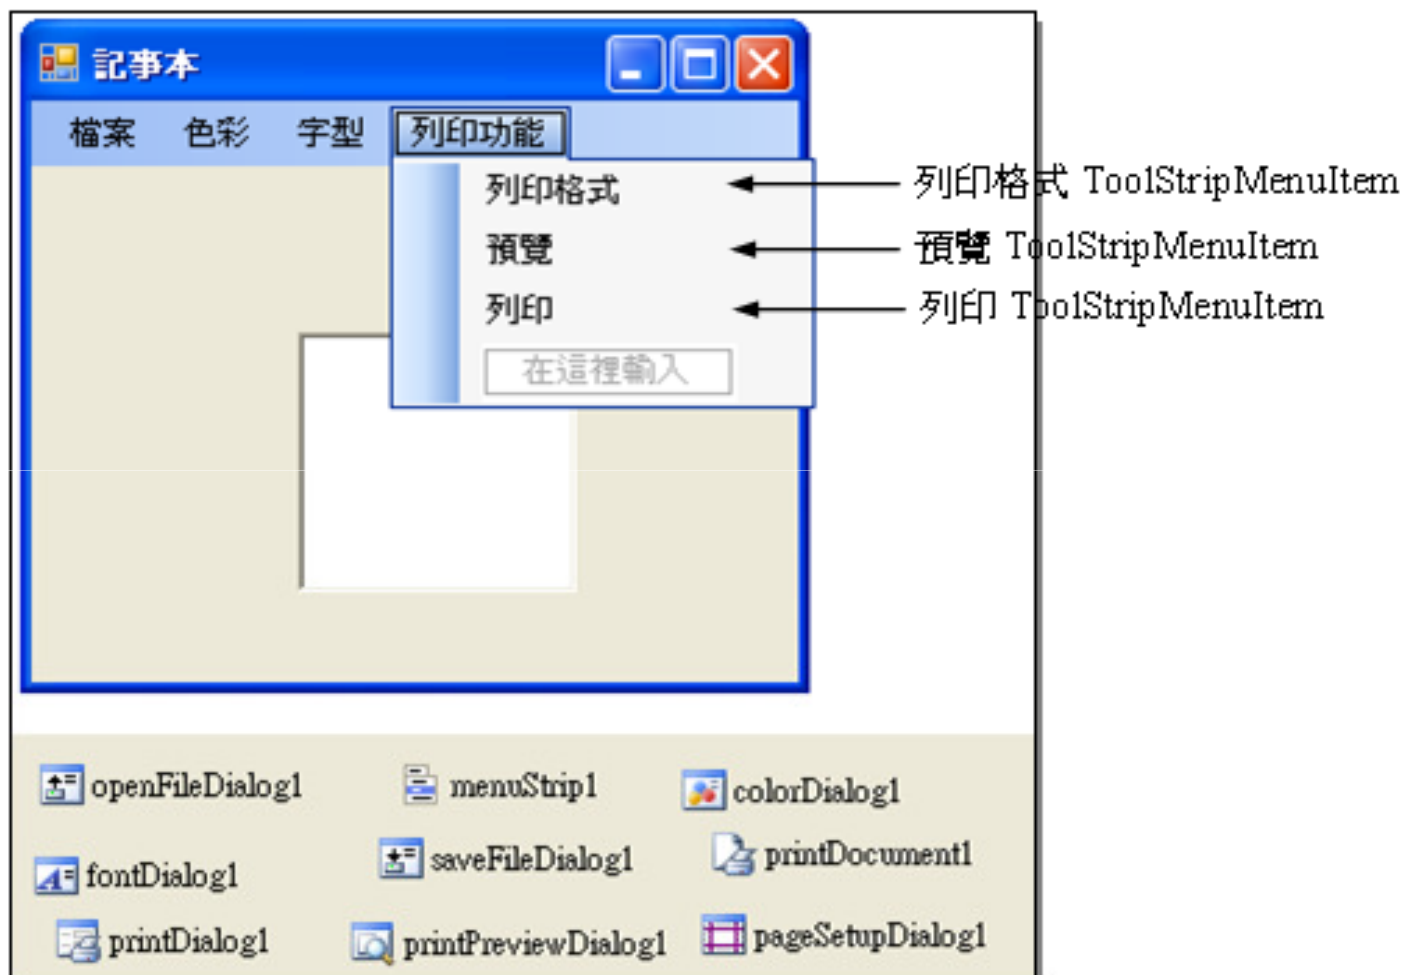 記事本
檔案 色彩 字型 列印功能
列印格式 列印格式 ToolStripMenuItem
預覽 預覽 ToolStripMenuItem
列印 列印 ToolStripMenuItem
在這裡輸入
openFileDialog1 menuStrip1 colorDialog1
fontDialog1 saveFileDialog1 printDocument1
printDialog1 printPreviewDialog1 pageSetupDialog1